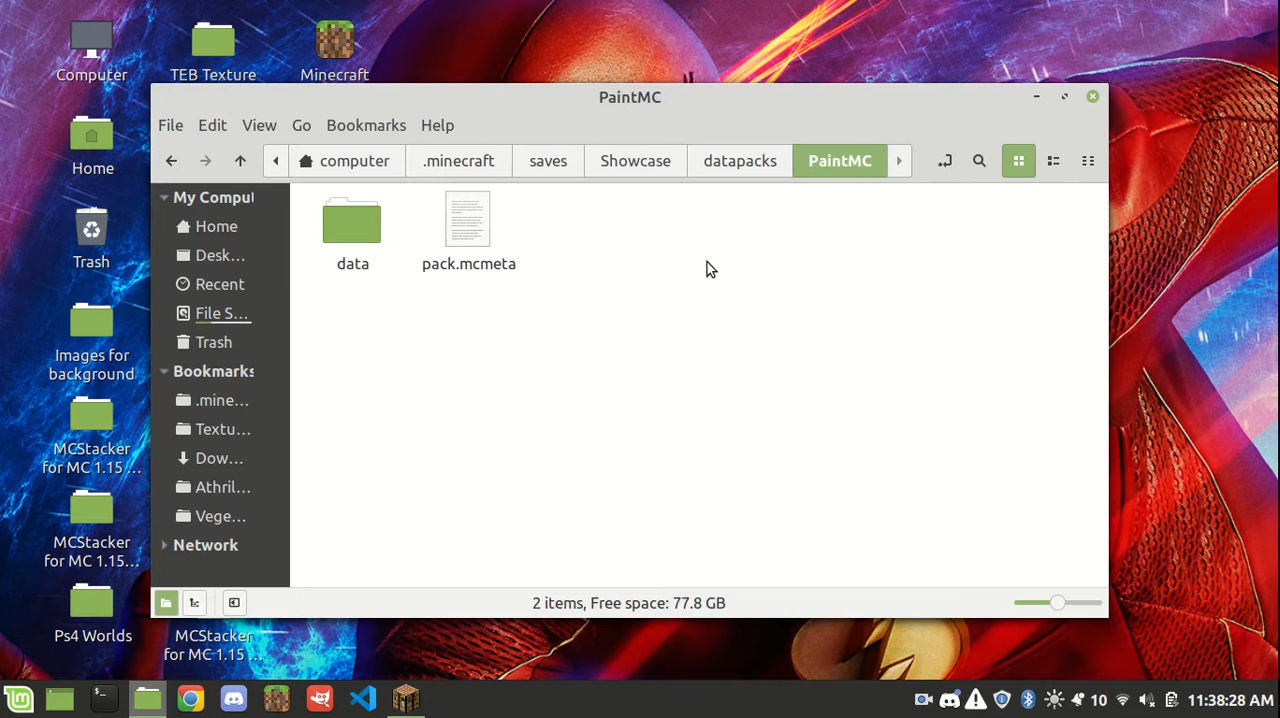 Computer
TEB Texture
Minecraft
PaintMC
File Edit View Go Bookmarks Help
computer .minecraft saves Showcase datapacks PaintMC
My Comput
Home
Desk...
Recent
File S...
Trash
Bookmarks
.mine...
Textu...
Dow...
Athril...
Vege...
Network
data
pack.mcmeta
2 items, Free space: 77.8 GB
Home
Trash
Images for
background
MCStacker
for MC 1.15 ...
MCStacker
for MC 1.15...
Ps4 Worlds
MCStacker
for MC 1.15 ...
10
11:38:28 AM